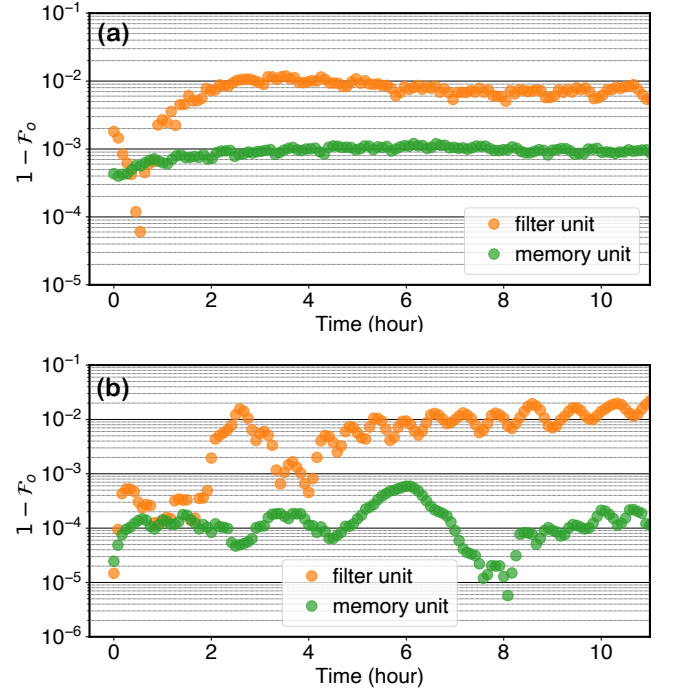 (a)
10⁻¹
10⁻²
10⁻³
10⁻⁴
10⁻⁵
1 − ℱₒ
filter unit
memory unit
0 2 4 6 8 10
Time (hour)
(b)
10⁻¹
10⁻²
10⁻³
10⁻⁴
10⁻⁵
10⁻⁶
1 − ℱₒ
filter unit
memory unit
0 2 4 6 8 10
Time (hour)